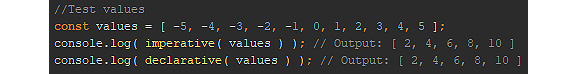 //Test values
const values = [ -5, -4, -3, -2, -1, 0, 1, 2, 3, 4, 5 ];
console.log( imperative( values ) ); // Output: [ 2, 4, 6, 8, 10 ]
console.log( declarative( values ) ); // Output: [ 2, 4, 6, 8, 10 ]